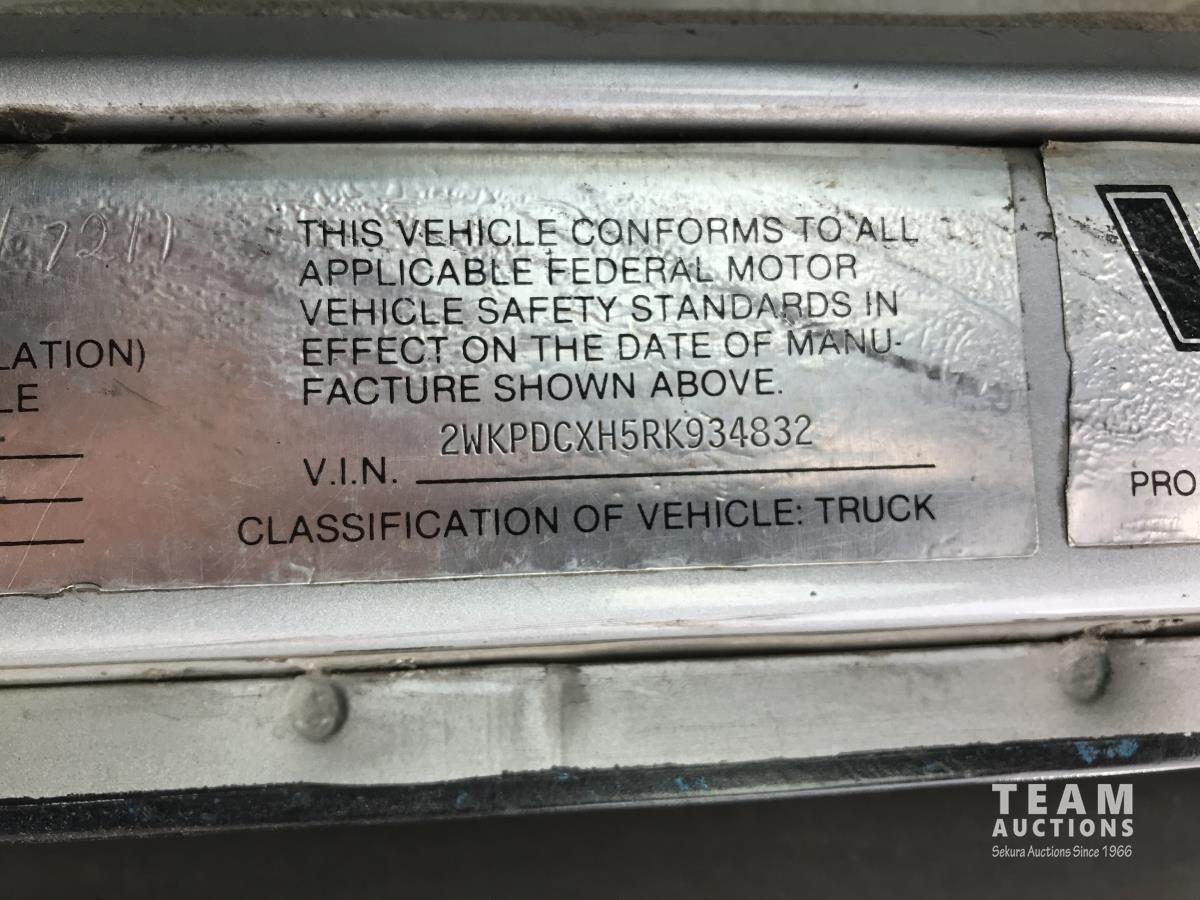 THIS VEHICLE CONFORMS TO ALL
APPLICABLE FEDERAL MOTOR
VEHICLE SAFETY STANDARDS IN
EFFECT ON THE DATE OF MANU-
FACTURE SHOWN ABOVE.
2WKPDCXH5RK934832
V.I.N.
CLASSIFICATION OF VEHICLE: TRUCK
LATION)
LE
PRO
TEAM
AUCTIONS
Sekura Auctions Since 1966